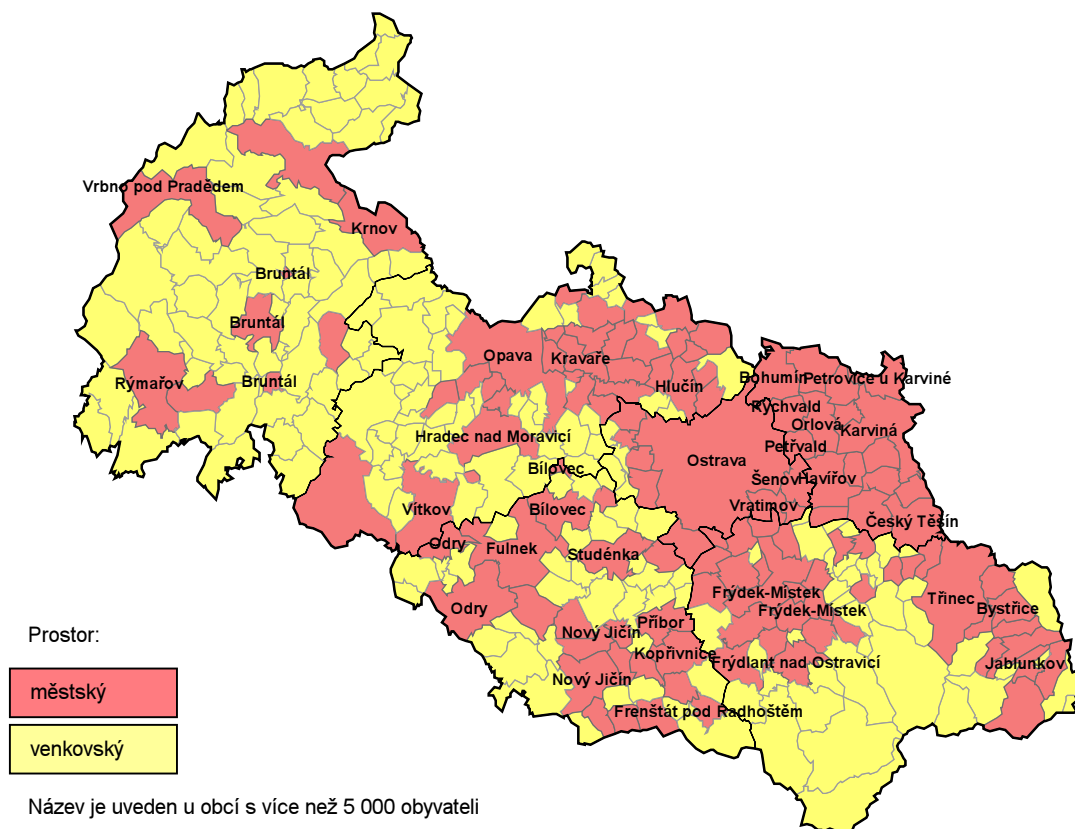 Vrbno pod Pradědem
Krnov
Bruntál
Bruntál
Opava
Kravaře
Rýmařov
Bruntál
Hlučín
Bohumín
Petrovice u Karviné
Rychvald
Orlová
Karviná
Hradec nad Moravicí
Petřvald
Ostrava
Bílovec
Šenov
Havířov
Vítkov
Bílovec
Vratimov
Český Těšín
Odry
Fulnek
Studénka
Frýdek-Místek
Třinec
Odry
Frýdek-Místek
Bystřice
Příbor
Nový Jičín
Kopřivnice
Frýdlant nad Ostravicí
Jablunkov
Nový Jičín
Frenštát pod Radhoštěm
Prostor:
městský
venkovský
Název je uveden u obcí s více než 5 000 obyvateli